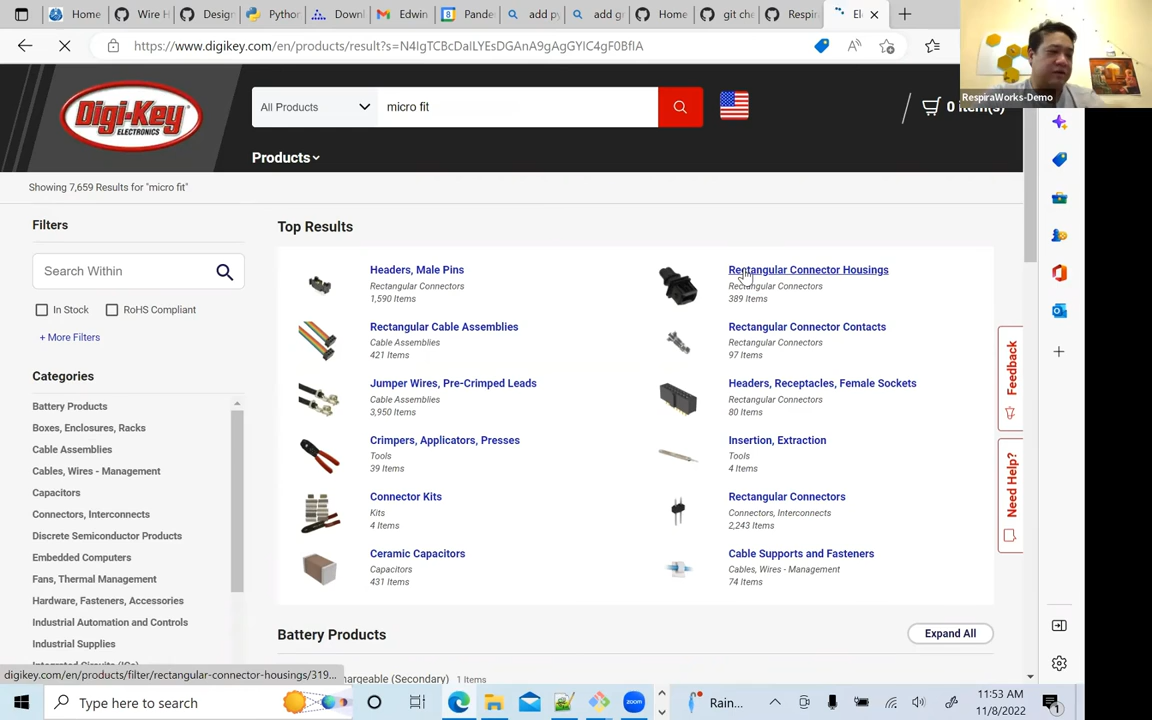 Home
Wire H
Design
Python
Downl
Edwin
Pande
add py
add gr
Home
git che
Respir
El
https://www.digikey.com/en/products/result?s=
RespiraWorks-Demo
Digi-Key
ELECTRONICS
All Products
micro fit
0 item(s)
Products
Showing 7,659 Results for "micro fit"
Filters
Search Within
In Stock
RoHS Compliant
+ More Filters
Categories
Battery Products
Boxes, Enclosures, Racks
Cable Assemblies
Cables, Wires - Management
Capacitors
Connectors, Interconnects
Discrete Semiconductor Products
Embedded Computers
Fans, Thermal Management
Hardware, Fasteners, Accessories
Industrial Automation and Controls
Industrial Supplies
Top Results
Headers, Male Pins
Rectangular Connectors
1,590 Items
Rectangular Cable Assemblies
Cable Assemblies
421 Items
Jumper Wires, Pre-Crimped Leads
Cable Assemblies
3,950 Items
Crimpers, Applicators, Presses
Tools
39 Items
Connector Kits
Kits
4 Items
Ceramic Capacitors
Capacitors
431 Items
Rectangular Connector Housings
Rectangular Connectors
389 Items
Rectangular Connector Contacts
Rectangular Connectors
97 Items
Headers, Receptacles, Female Sockets
Rectangular Connectors
80 Items
Insertion, Extraction
Tools
4 Items
Rectangular Connectors
Connectors, Interconnects
2,243 Items
Cable Supports and Fasteners
Cables, Wires - Management
74 Items
Battery Products
Expand All
hargeable (Secondary) 1 Items
Feedback
Need Help?
digikey.com/en/products/filter/rectangular-connector-housings/319...
Type here to search
Rain...
11:53 AM
11/8/2022
1